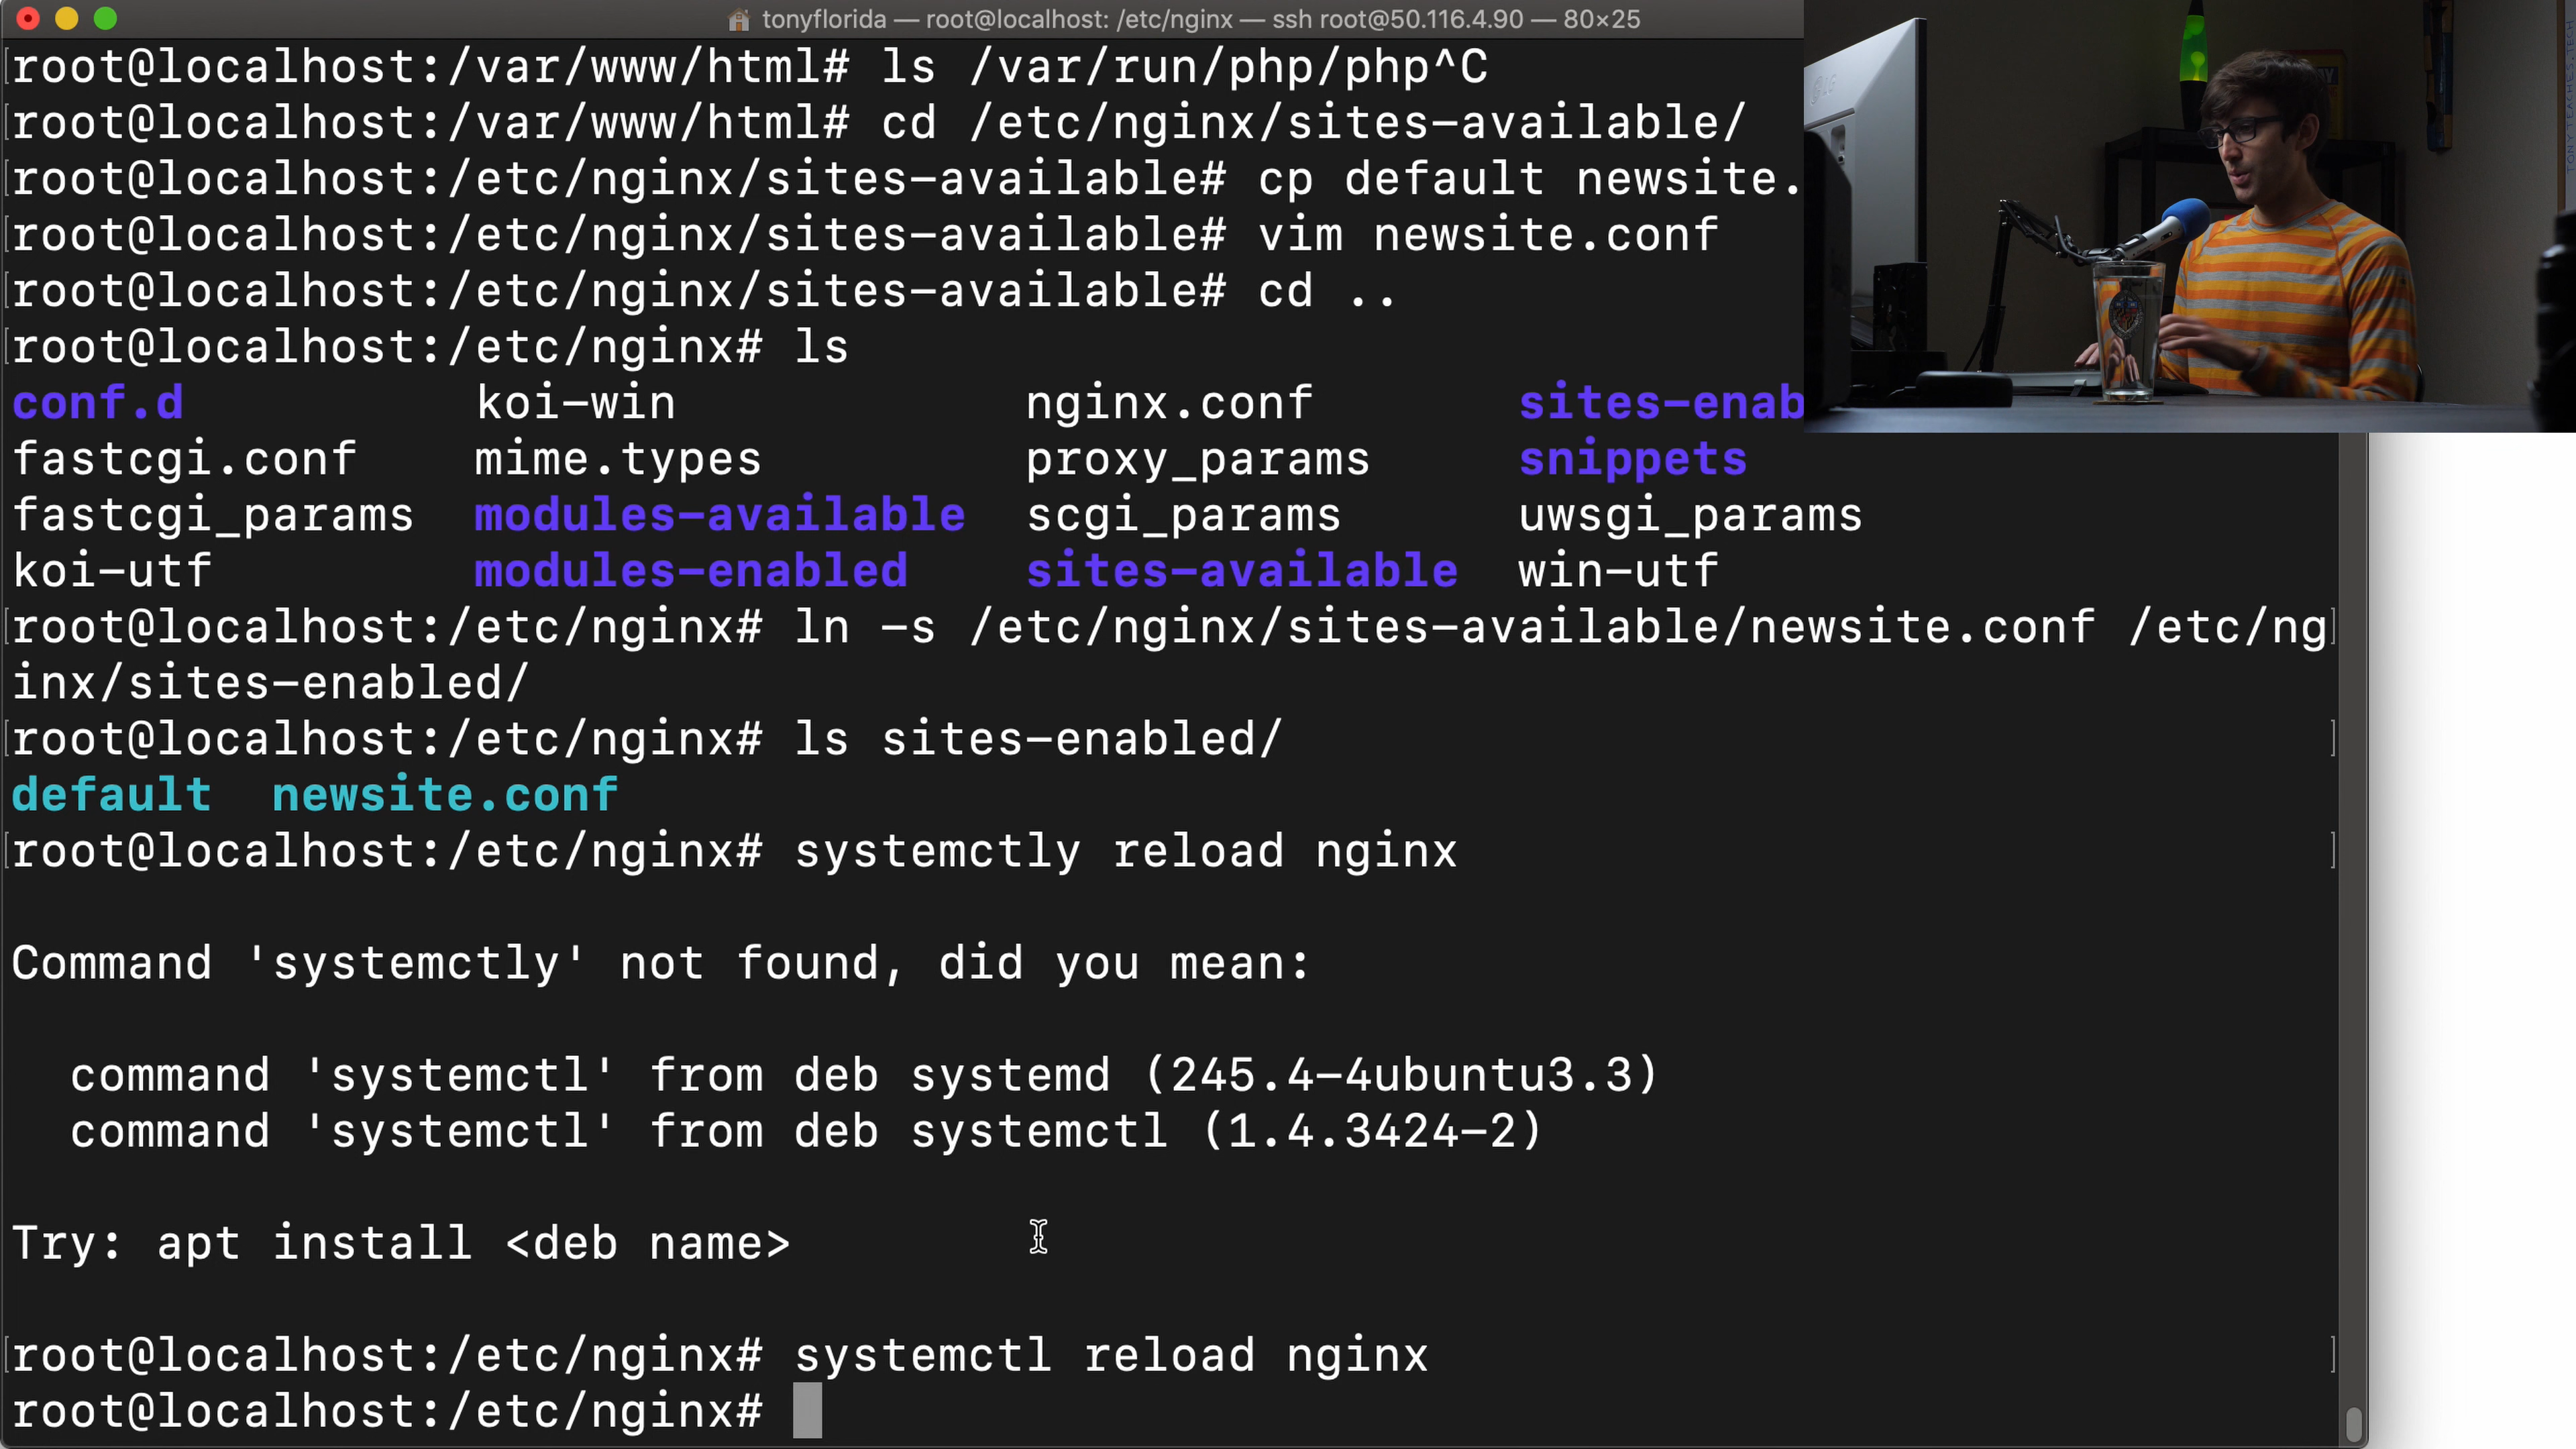 tonyflorida — root@localhost: /etc/nginx — ssh root@50.116.4.90 — 80×25
root@localhost:/var/www/html# ls /var/run/php/php^C
root@localhost:/var/www/html# cd /etc/nginx/sites-available/
root@localhost:/etc/nginx/sites-available# cp default newsite.
root@localhost:/etc/nginx/sites-available# vim newsite.conf
root@localhost:/etc/nginx/sites-available# cd ..
root@localhost:/etc/nginx# ls
conf.d koi-win nginx.conf sites-enab
fastcgi.conf mime.types proxy_params snippets
fastcgi_params modules-available scgi_params uwsgi_params
koi-utf modules-enabled sites-available win-utf
root@localhost:/etc/nginx# ln -s /etc/nginx/sites-available/newsite.conf /etc/ng
inx/sites-enabled/
root@localhost:/etc/nginx# ls sites-enabled/
default newsite.conf
root@localhost:/etc/nginx# systemctly reload nginx
Command 'systemctly' not found, did you mean:
command 'systemctl' from deb systemd (245.4-4ubuntu3.3)
command 'systemctl' from deb systemctl (1.4.3424-2)
Try: apt install <deb name>
root@localhost:/etc/nginx# systemctl reload nginx
root@localhost:/etc/nginx#